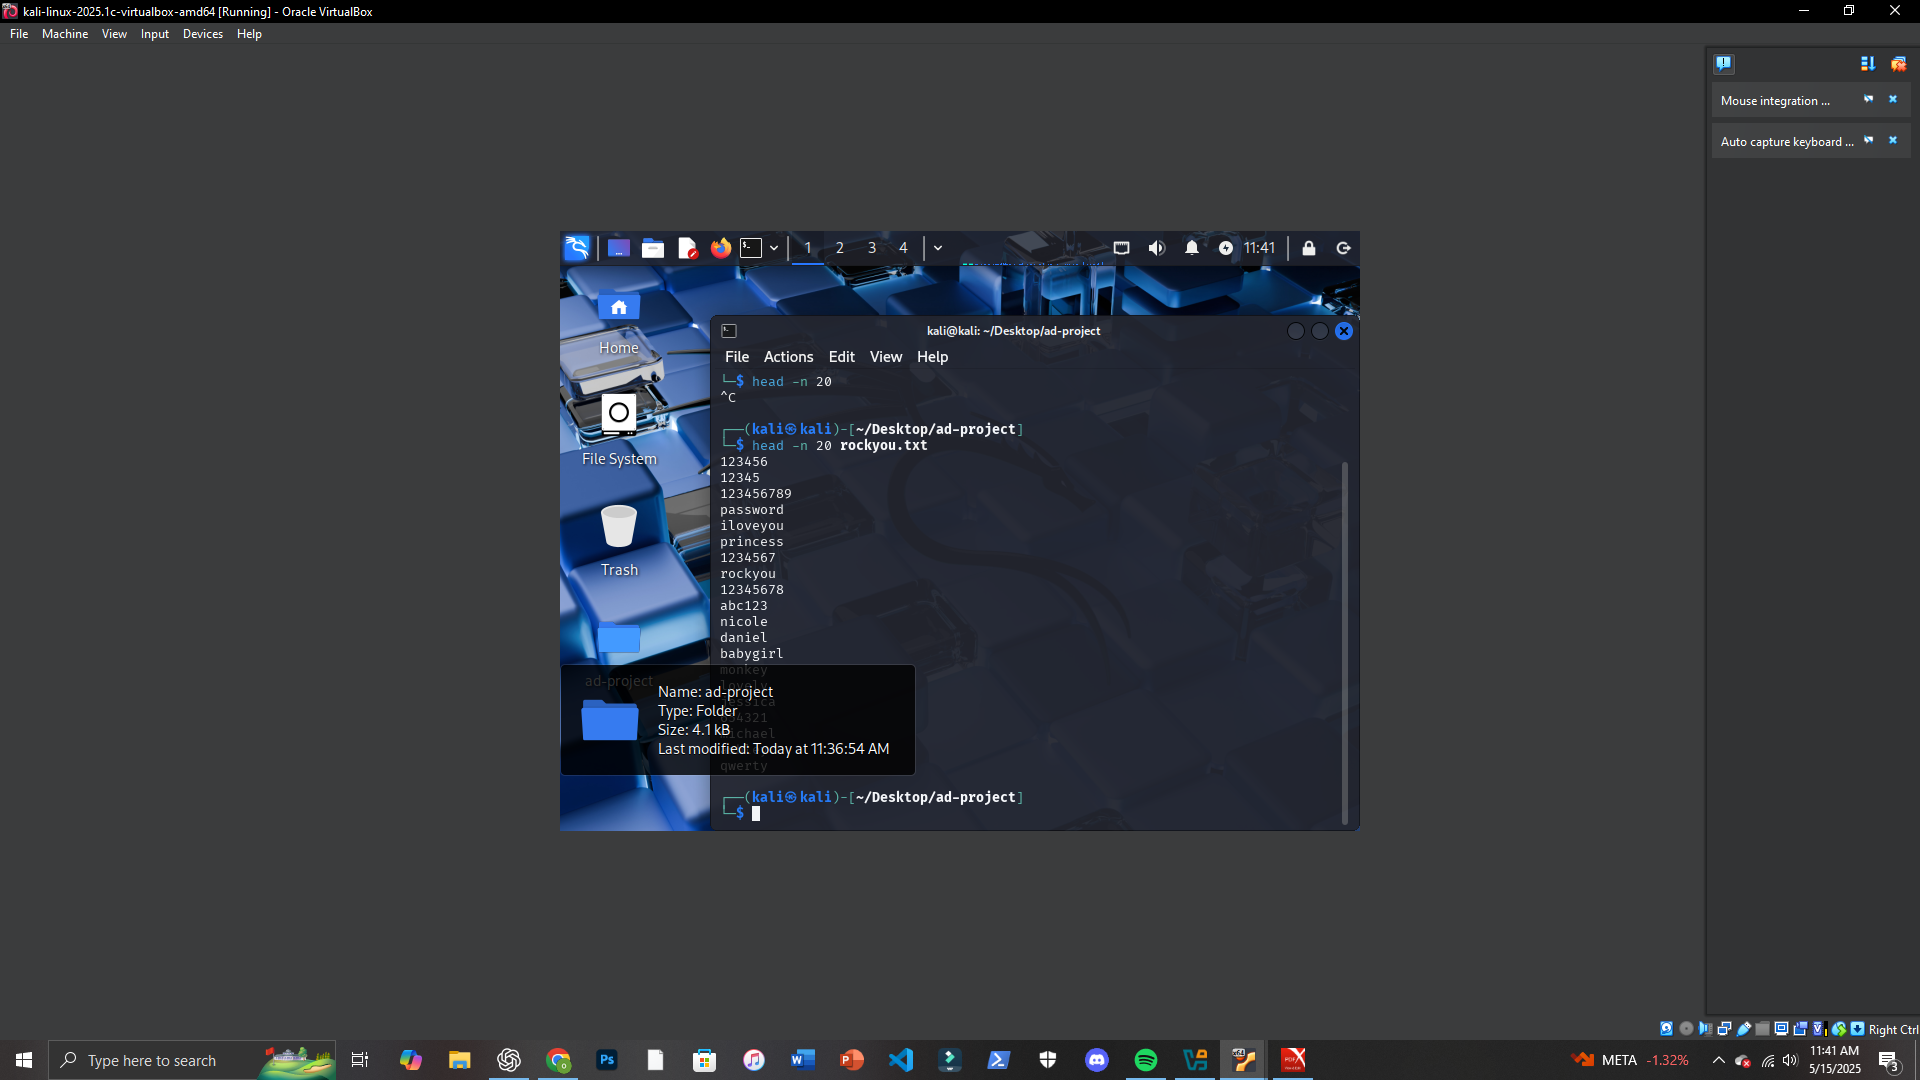 kali-linux-2025.1c-virtualbox-amd64 [Running] - Oracle VirtualBox
File Machine View Input Devices Help
Mouse integration ...
Auto capture keyboard ...
1 2 3 4 11:41
Home
File System
Trash
ad-project
kali@kali: ~/Desktop/ad-project
File Actions Edit View Help
└─$ head -n 20
^C
┌──(kali㉿kali)-[~/Desktop/ad-project]
└─$ head -n 20 rockyou.txt
123456
12345
123456789
password
iloveyou
princess
1234567
rockyou
12345678
abc123
nicole
daniel
babygirl
monkey
lovely
qwerty
Name: ad-project
Type: Folder
Size: 4.1 kB
Last modified: Today at 11:36:54 AM
┌──(kali㉿kali)-[~/Desktop/ad-project]
└─$
Right Ctrl
Type here to search
META -1.32%
11:41 AM
5/15/2025
3